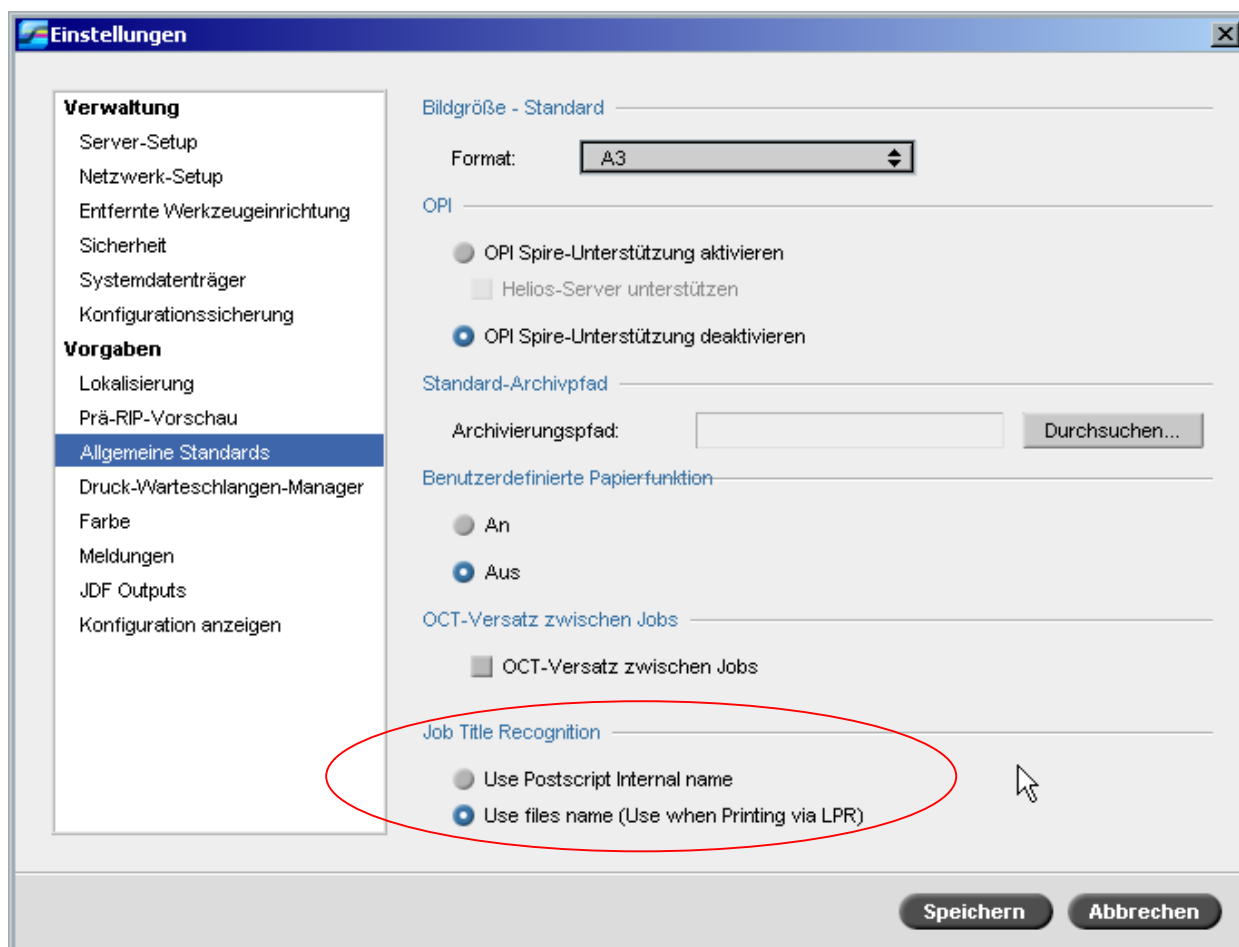 Einstellungen
Verwaltung
Server-Setup
Netzwerk-Setup
Entfernte Werkzeugeinrichtung
Sicherheit
Systemdatenträger
Konfigurationssicherung
Vorgaben
Lokalisierung
Prä-RIP-Vorschau
Allgemeine Standards
Druck-Warteschlangen-Manager
Farbe
Meldungen
JDF Outputs
Konfiguration anzeigen
Bildgröße - Standard
Format: A3
OPI
OPI Spire-Unterstützung aktivieren
Helios-Server unterstützen
OPI Spire-Unterstützung deaktivieren
Standard-Archivpfad
Archivierungspfad: Durchsuchen...
Benutzerdefinierte Papierfunktion
An
Aus
OCT-Versatz zwischen Jobs
OCT-Versatz zwischen Jobs
Job Title Recognition
Use Postscript Internal name
Use files name (Use when Printing via LPR)
Speichern Abbrechen